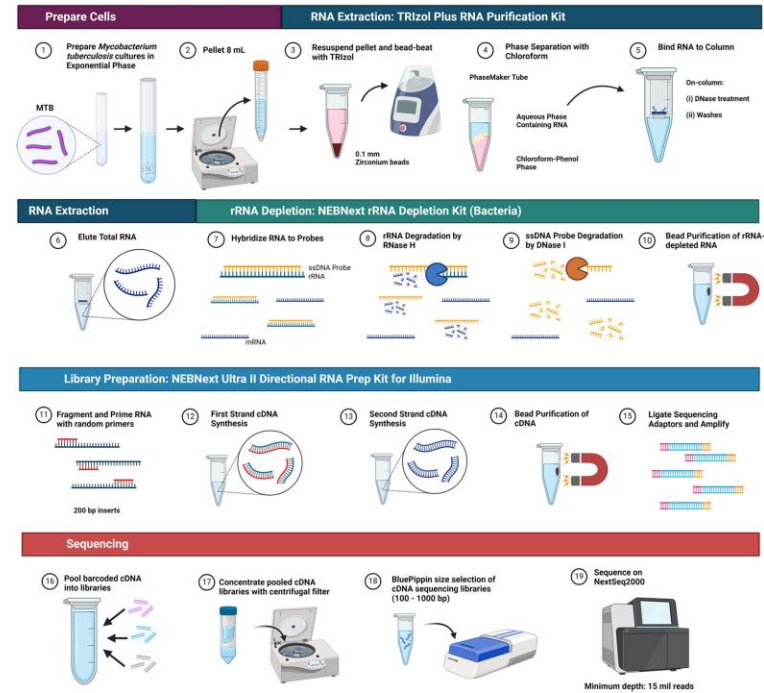 Prepare Cells
RNA Extraction: TRIzol Plus RNA Purification Kit
1
Prepare Mycobacterium
tuberculosis cultures in
Exponential Phase
MTB
2
Pellet 8 mL
3
Resuspend pellet and bead-beat
with TRIzol
0.1 mm
Zirconium beads
4
Phase Separation with
Chloroform
PhaseMaker Tube
Aqueous Phase
Containing RNA
Chloroform-Phenol
Phase
5
Bind RNA to Column
On-column:
(i) DNase treatment
(ii) Washes
RNA Extraction
rRNA Depletion: NEBNext rRNA Depletion Kit (Bacteria)
6
Elute Total RNA
7
Hybridize RNA to Probes
ssDNA Probe
rRNA
mRNA
8
rRNA Degradation by
RNase H
9
ssDNA Probe Degradation
by DNase I
10
Bead Purification of rRNA-
depleted RNA
Library Preparation: NEBNext Ultra II Directional RNA Prep Kit for Illumina
11
Fragment and Prime RNA
with random primers
200 bp inserts
12
First Strand cDNA
Synthesis
13
Second Strand cDNA
Synthesis
14
Bead Purification of
cDNA
15
Ligate Sequencing
Adaptors and Amplify
Sequencing
16
Pool barcoded cDNA
into libraries
17
Concentrate pooled cDNA
libraries with centrifugal filter
18
BluePippin size selection of
cDNA sequencing libraries
(100 - 1000 bp)
19
Sequence on
NextSeq2000
Minimum depth: 15 mil reads